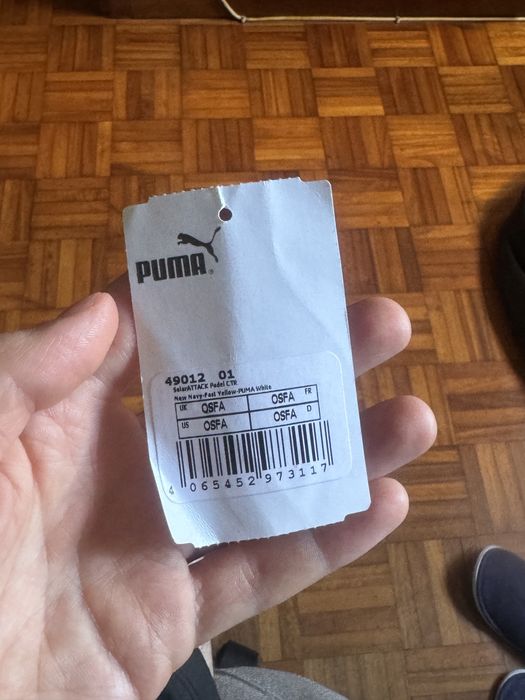 PUMA®
49012 01
SolarATTACK Padel CTR
New Navy-Fast Yellow-PUMA White
UK OSFA OSFA FR
US OSFA OSFA D
4 065452 973117